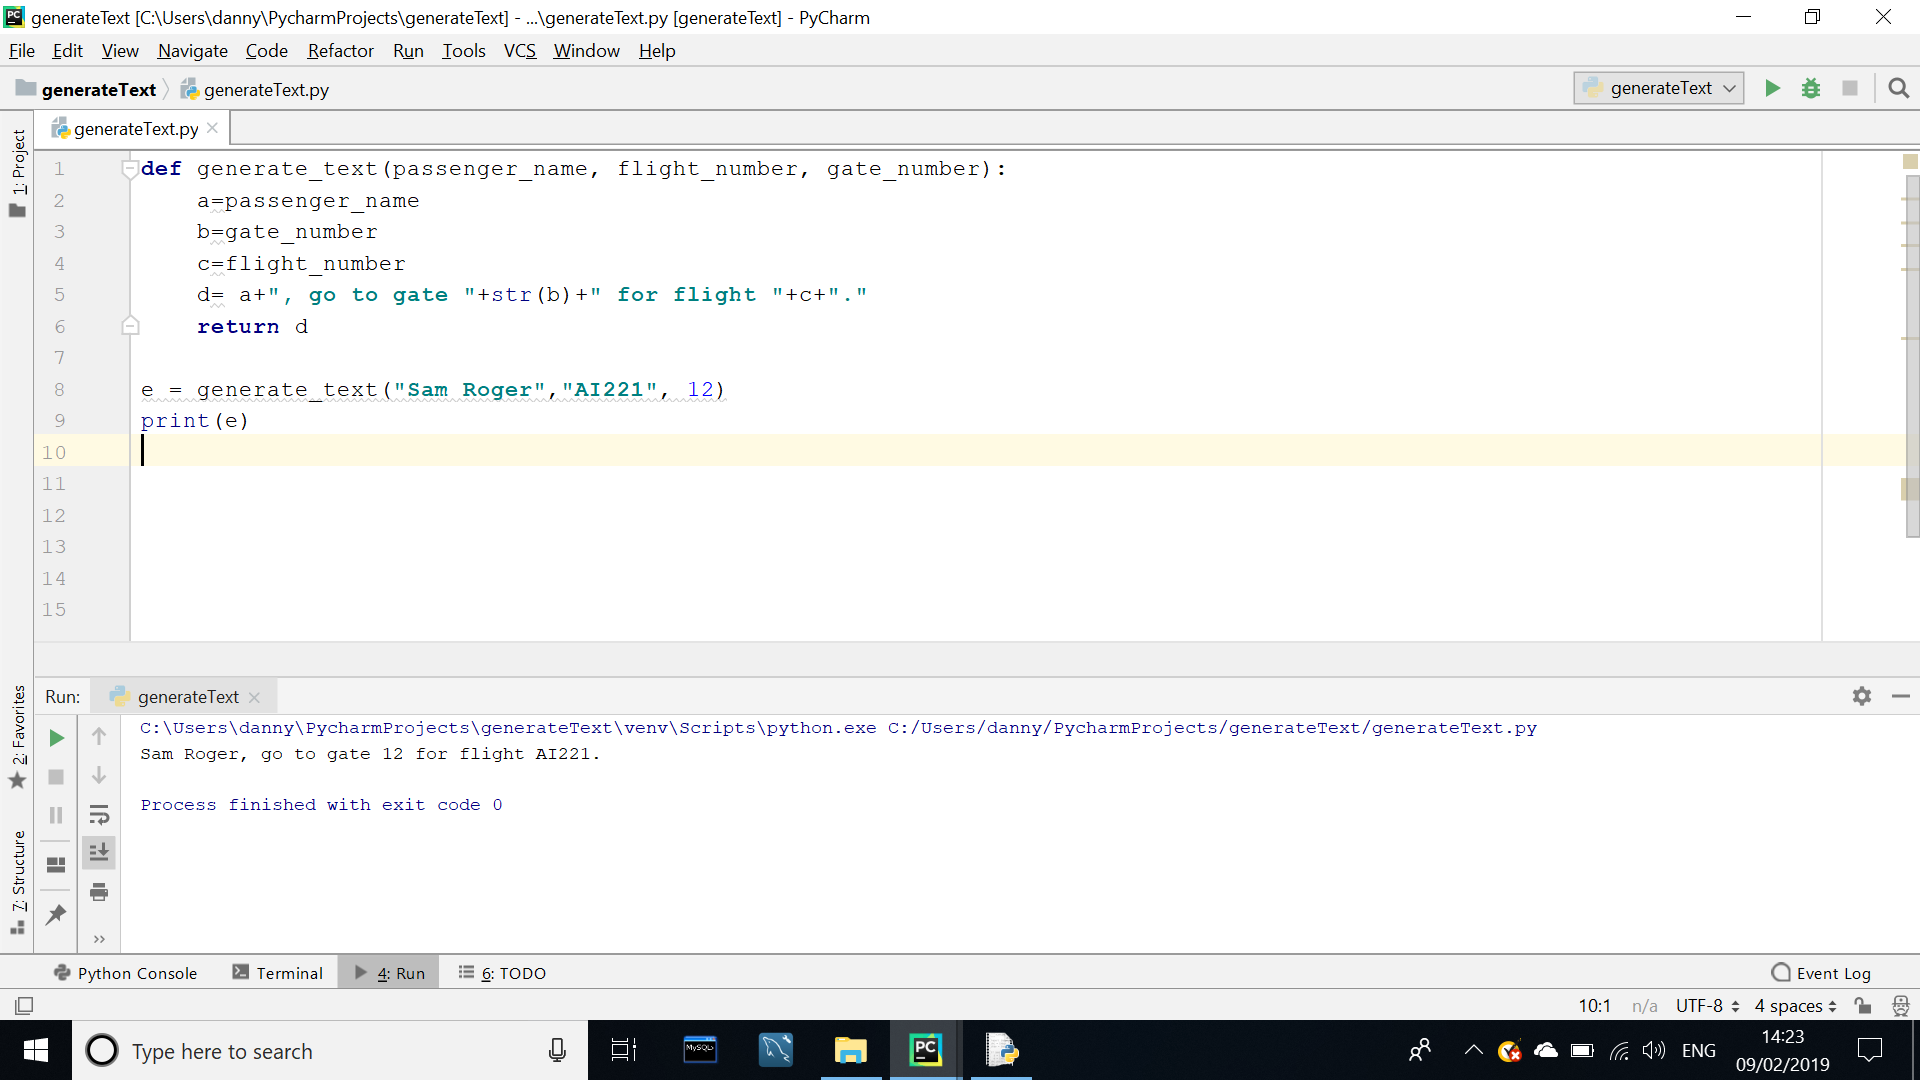 generateText [C:\Users\danny\PycharmProjects\generateText] - ...\generateText.py [generateText] - PyCharm
File Edit View Navigate Code Refactor Run Tools VCS Window Help
generateText generateText.py generateText
generateText.py
1: Project
1 def generate_text(passenger_name, flight_number, gate_number):
2 a=passenger_name
3 b=gate_number
4 c=flight_number
5 d= a+", go to gate "+str(b)+" for flight "+c+"."
6 return d
7
8 e = generate_text("Sam Roger","AI221", 12)
9 print(e)
10
11
12
13
14
15
2: Favorites
7: Structure
Run: generateText
C:\Users\danny\PycharmProjects\generateText\venv\Scripts\python.exe C:/Users/danny/PycharmProjects/generateText/generateText.py
Sam Roger, go to gate 12 for flight AI221.
Process finished with exit code 0
Python Console Terminal 4: Run 6: TODO Event Log
10:1 n/a UTF-8 4 spaces
Type here to search MySQL> PC ENG 14:23
09/02/2019